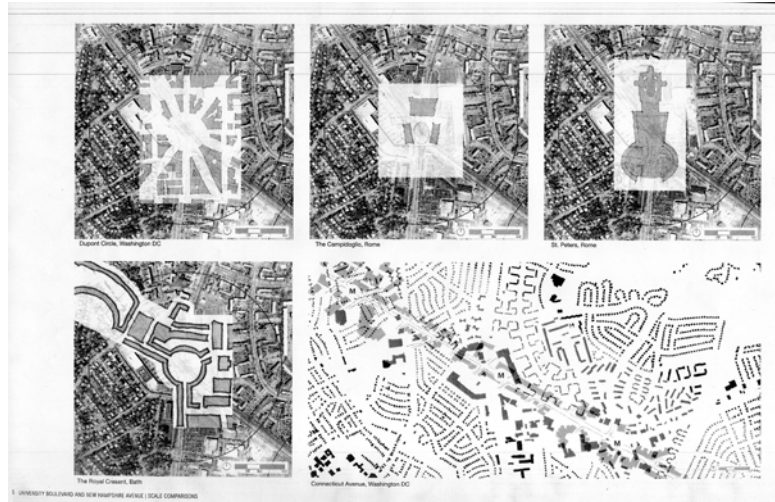 Dupont Circle, Washington DC
The Campidoglio, Rome
St. Peters, Rome
The Royal Cresent, Bath
Connecticut Avenue, Washington DC
M
M
M
UNIVERSITY BOULEVARD AND NEW HAMPSHIRE AVENUE | SCALE COMPARISONS